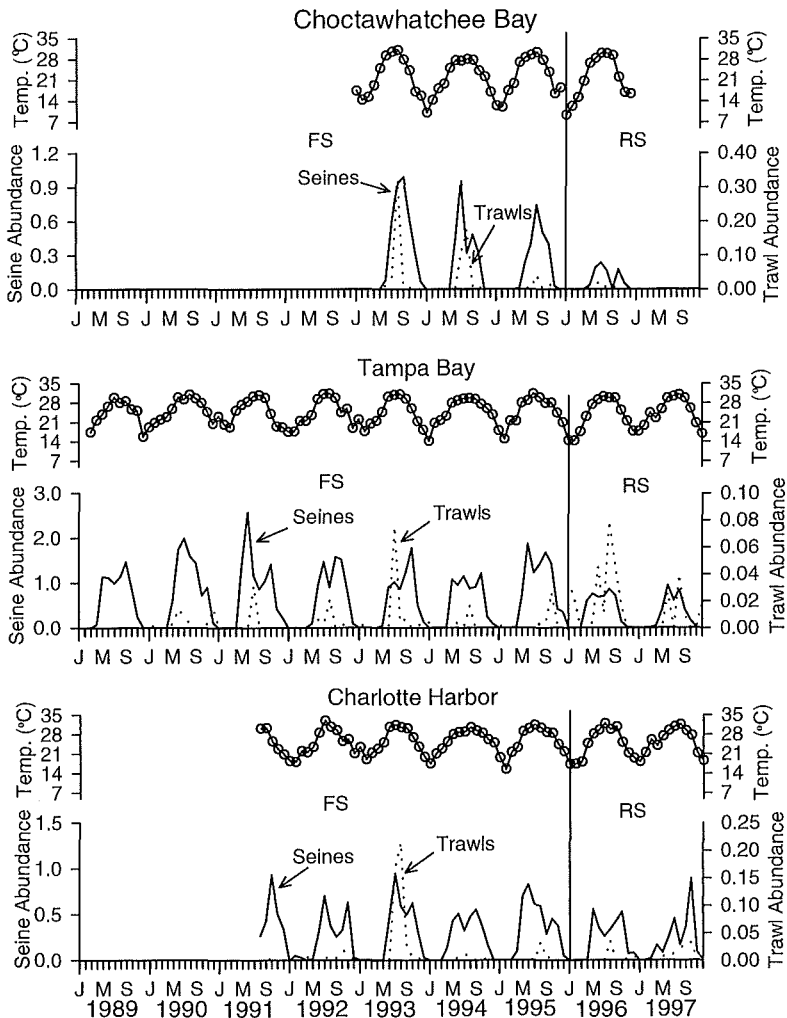 Choctawhatchee Bay
Temp. (°C)
35
28
21
14
7
35
28
21
14
7
Temp. (°C)
FS
RS
Seine Abundance
1.2
0.9
0.6
0.3
0.0
Seines
Trawls
0.40
0.30
0.20
0.10
0.00
Trawl Abundance
J M S J M S J M S J M S J M S J M S J M S J M S J M S
Tampa Bay
Temp. (°C)
35
28
21
14
7
35
28
21
14
7
Temp. (°C)
FS
RS
Seine Abundance
3.0
2.0
1.0
0.0
Seines
Trawls
0.10
0.08
0.06
0.04
0.02
0.00
Trawl Abundance
J M S J M S J M S J M S J M S J M S J M S J M S J M S
Charlotte Harbor
Temp. (°C)
35
28
21
14
7
35
28
21
14
7
Temp. (°C)
FS
RS
Seine Abundance
1.5
1.0
0.5
0.0
Seines
Trawls
0.25
0.20
0.15
0.10
0.05
0.00
Trawl Abundance
J M S J M S J M S J M S J M S J M S J M S J M S J M S
1989 1990 1991 1992 1993 1994 1995 1996 1997